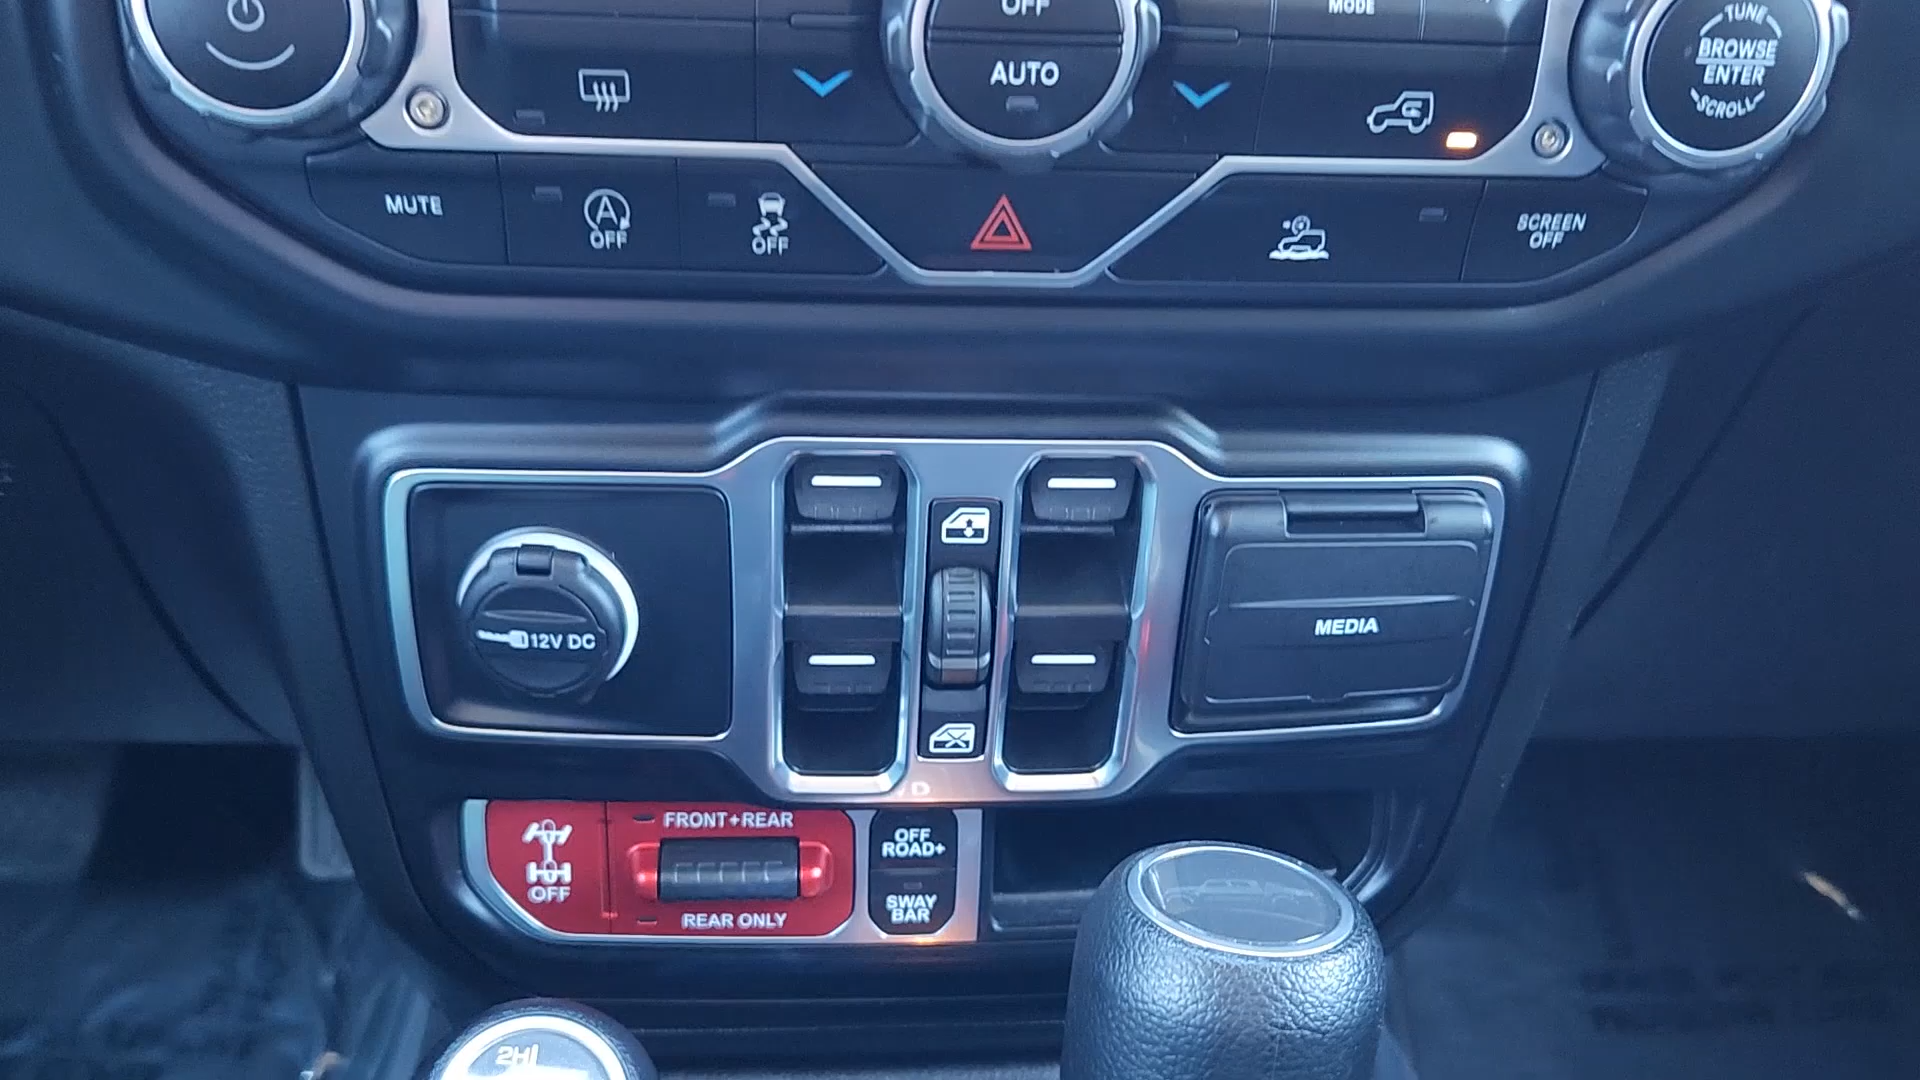 OFF
MODE
AUTO
TUNE
BROWSE
ENTER
SCROLL
MUTE
A
OFF
OFF
SCREEN
OFF
12V DC
MEDIA
FRONT+REAR
OFF
REAR ONLY
OFF
ROAD+
SWAY
BAR
2H